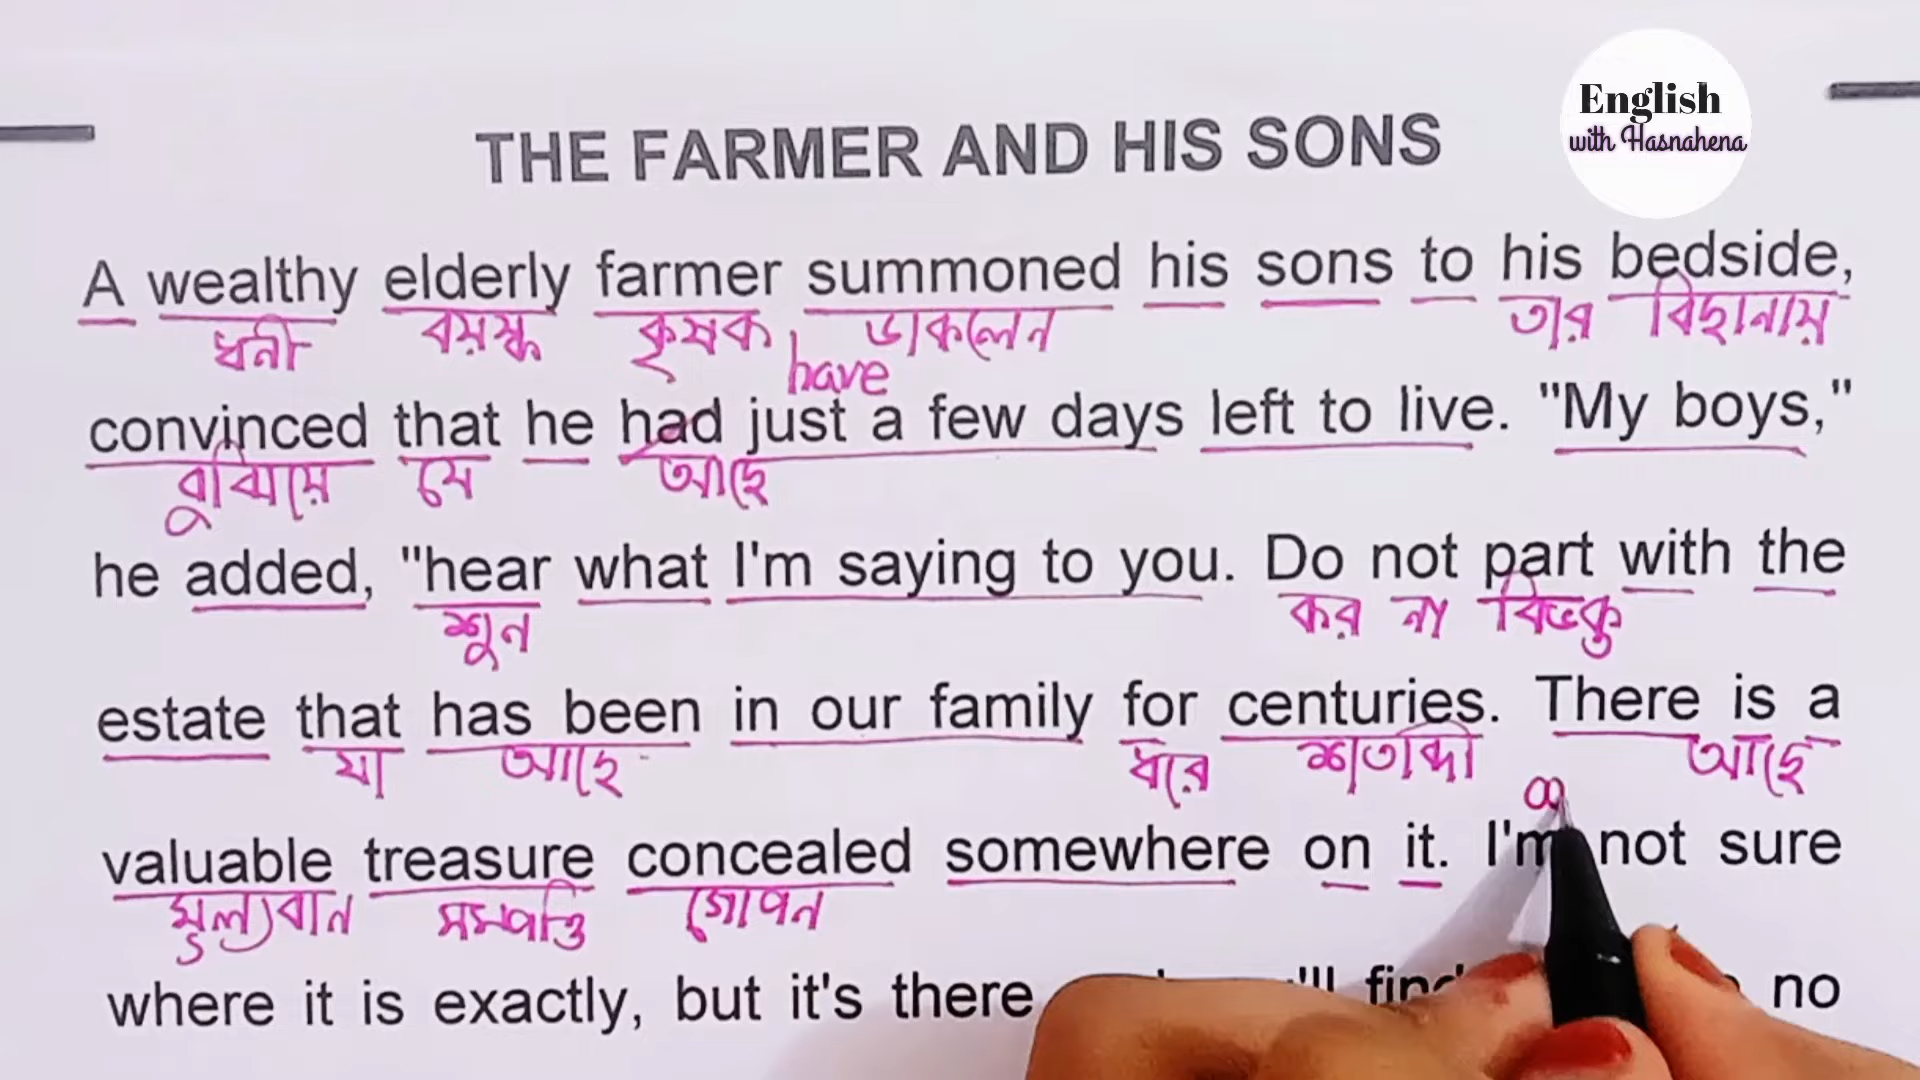 English
with Hasnahena
THE FARMER AND HIS SONS
A wealthy elderly farmer summoned his sons to his bedside,
ধনী বয়স্ক কৃষক ডাকলেন তার বিছানায়
have
convinced that he had just a few days left to live. "My boys,"
বুঝিয়ে যে আছে
he added, "hear what I'm saying to you. Do not part with the
শুন কর না বিভক্ত
estate that has been in our family for centuries. There is a
যা আছে ধরে শতাব্দী আছে
valuable treasure concealed somewhere on it. I'm not sure
মূল্যবান সম্পত্তি গোপন
where it is exactly, but it's there no